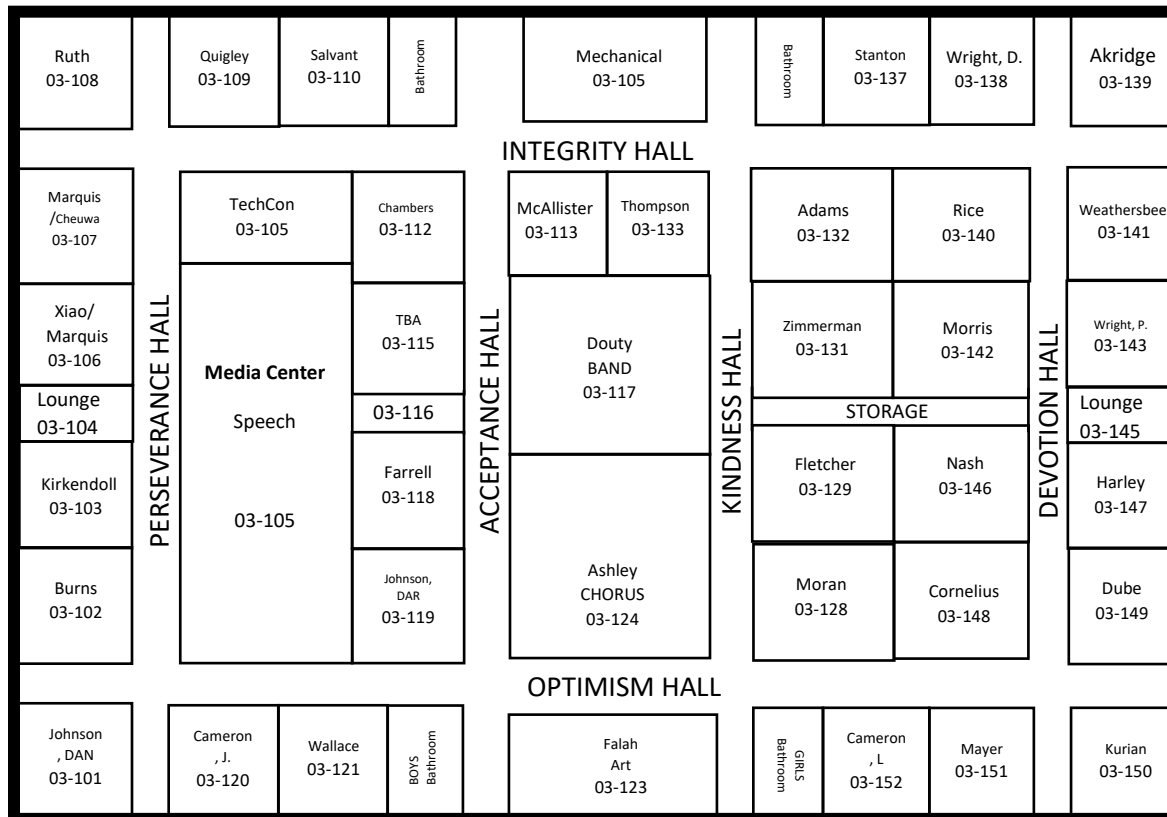 Ruth
03-108
Quigley
03-109
Salvant
03-110
Bathroom
Mechanical
03-105
Bathroom
Stanton
03-137
Wright, D.
03-138
Akridge
03-139
INTEGRITY HALL
Marquis
/Cheuwa
03-107
TechCon
03-105
Chambers
03-112
McAllister
03-113
Thompson
03-133
Adams
03-132
Rice
03-140
Weathersbee
03-141
Xiao/
Marquis
03-106
PERSEVERANCE HALL
Media Center
Speech
03-105
TBA
03-115
ACCEPTANCE HALL
Douty
BAND
03-117
KINDNESS HALL
Zimmerman
03-131
Morris
03-142
DEVOTION HALL
Wright, P.
03-143
Lounge
03-104
03-116
STORAGE
Lounge
03-145
Kirkendoll
03-103
Farrell
03-118
Fletcher
03-129
Nash
03-146
Harley
03-147
Burns
03-102
Johnson,
DAR
03-119
Ashley
CHORUS
03-124
Moran
03-128
Cornelius
03-148
Dube
03-149
OPTIMISM HALL
Johnson
, DAN
03-101
Cameron
, J.
03-120
Wallace
03-121
BOYS
Bathroom
Falah
Art
03-123
GIRLS
Bathroom
Cameron
, L
03-152
Mayer
03-151
Kurian
03-150